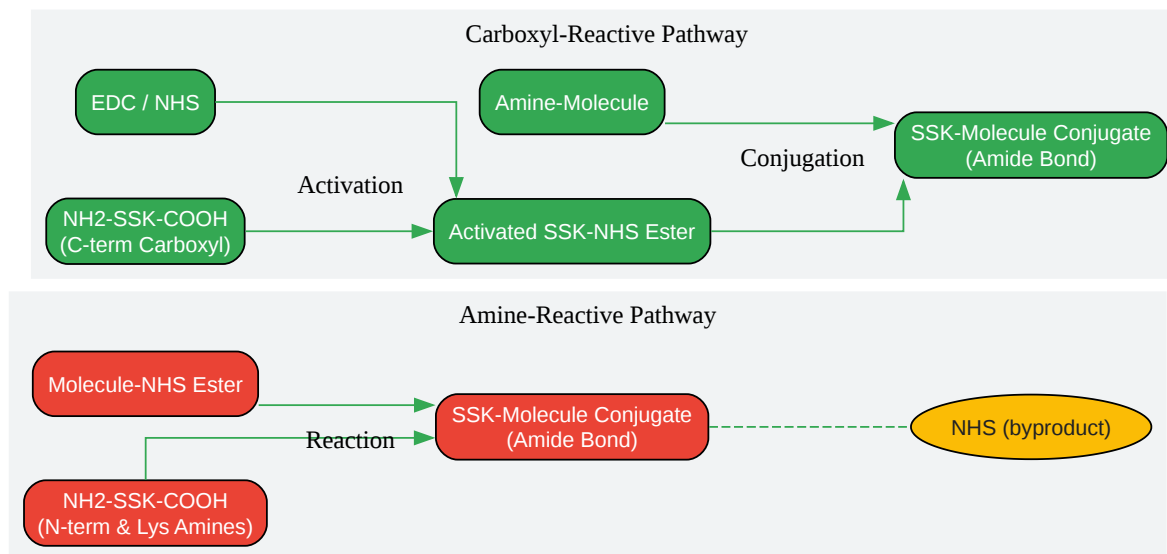 Carboxyl-Reactive Pathway
EDC / NHS
Amine-Molecule
SSK-Molecule Conjugate
(Amide Bond)
Conjugation
Activation
NH2-SSK-COOH
(C-term Carboxyl)
Activated SSK-NHS Ester
Amine-Reactive Pathway
Molecule-NHS Ester
SSK-Molecule Conjugate
(Amide Bond)
NHS (byproduct)
Reaction
NH2-SSK-COOH
(N-term & Lys Amines)